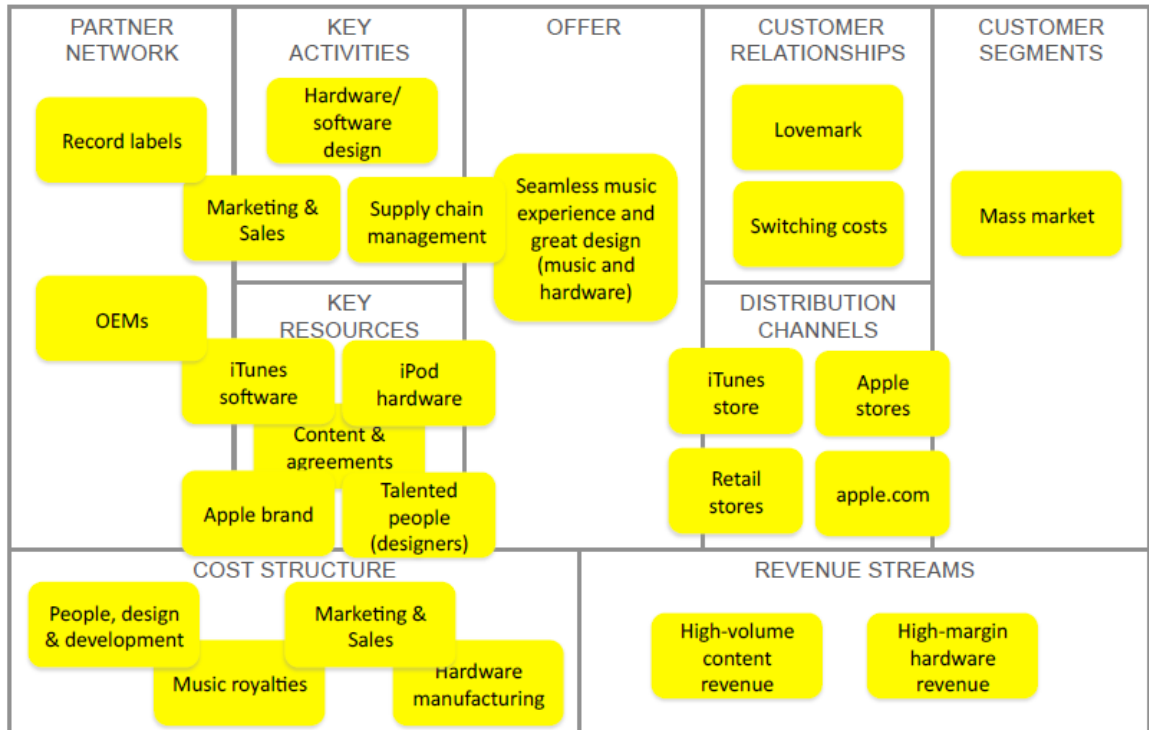 PARTNER
NETWORK
Record labels
OEMs
KEY
ACTIVITIES
Hardware/
software
design
Marketing &
Sales
Supply chain
management
KEY
RESOURCES
iTunes
software
iPod
hardware
Content &
agreements
Apple brand
Talented
people
(designers)
OFFER
Seamless music
experience and
great design
(music and
hardware)
CUSTOMER
RELATIONSHIPS
Lovemark
Switching costs
DISTRIBUTION
CHANNELS
iTunes
store
Apple
stores
Retail
stores
apple.com
CUSTOMER
SEGMENTS
Mass market
COST STRUCTURE
People, design
& development
Marketing &
Sales
Music royalties
Hardware
manufacturing
REVENUE STREAMS
High-volume
content
revenue
High-margin
hardware
revenue